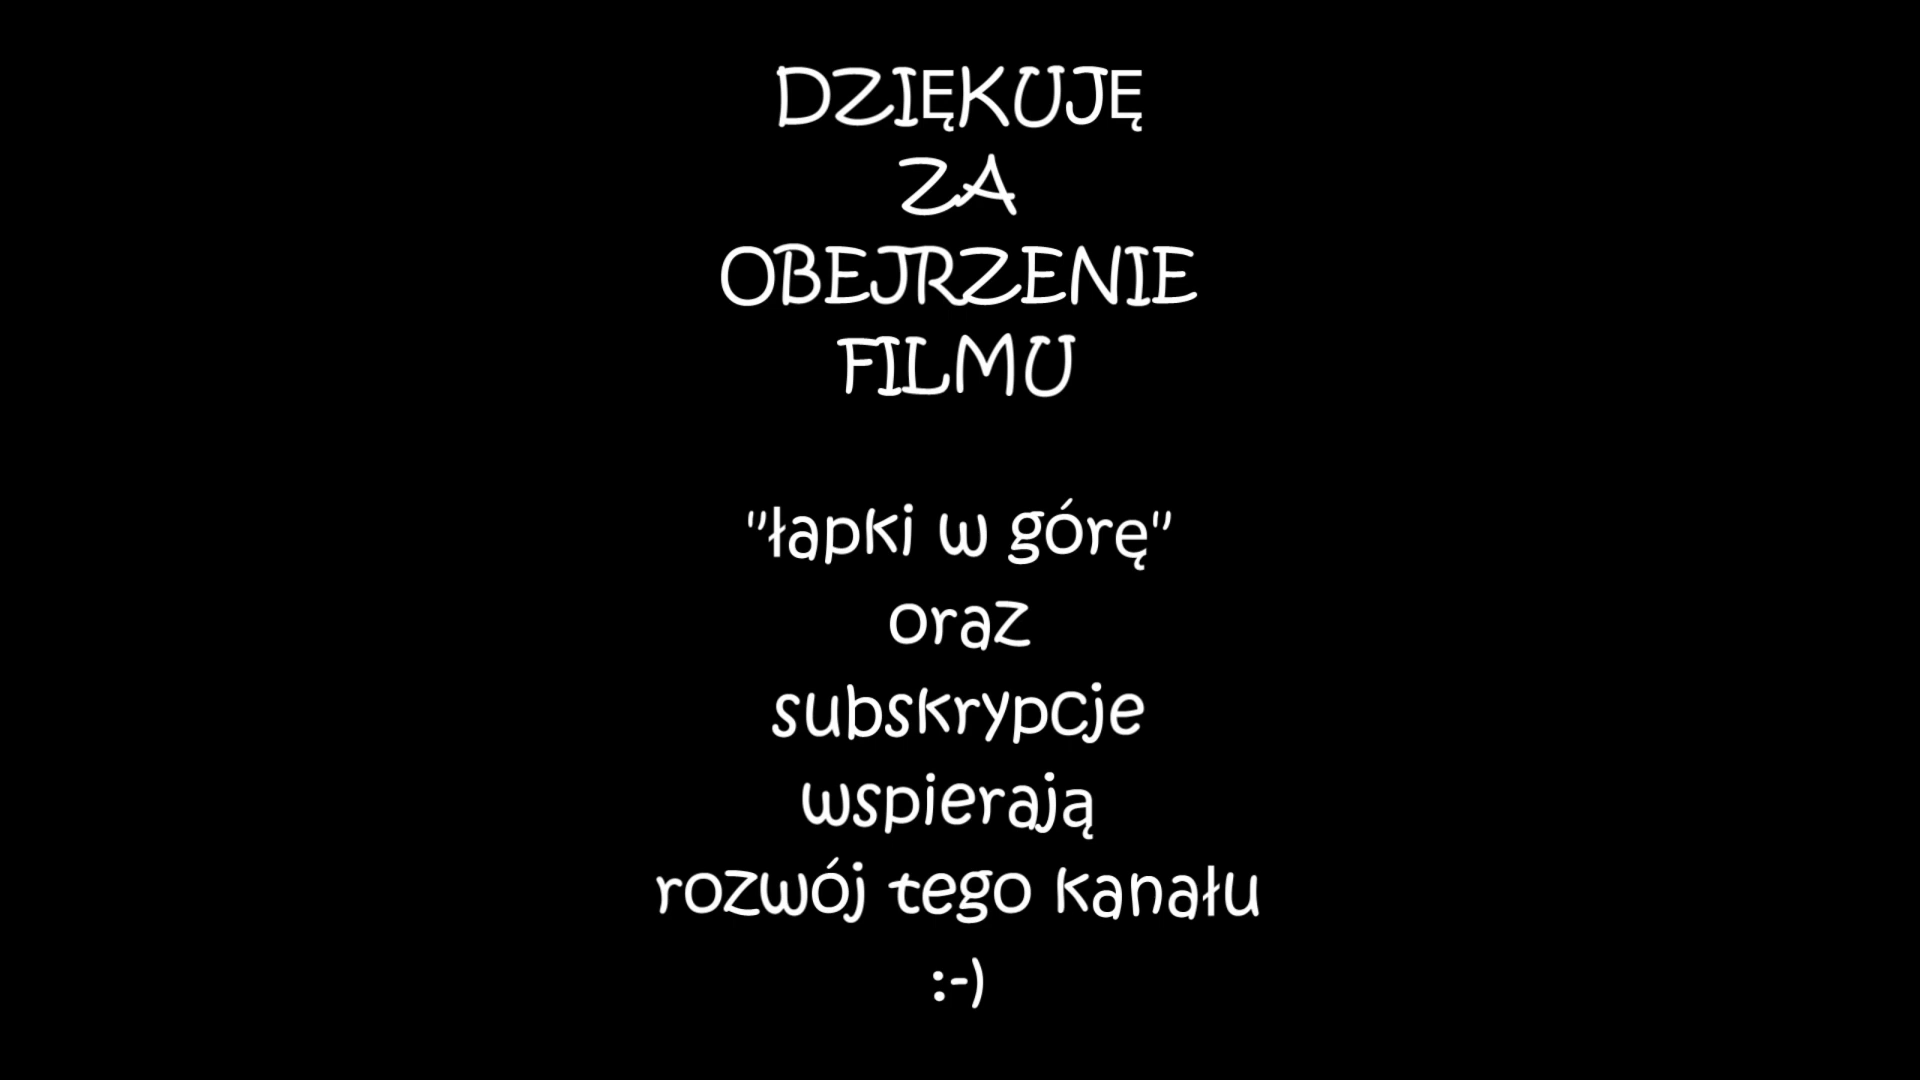 DZIĘKUJĘ
ZA
OBEJRZENIE
FILMU
"łapki w górę"
oraz
subskrypcje
wspierają
rozwój tego kanału
:-)